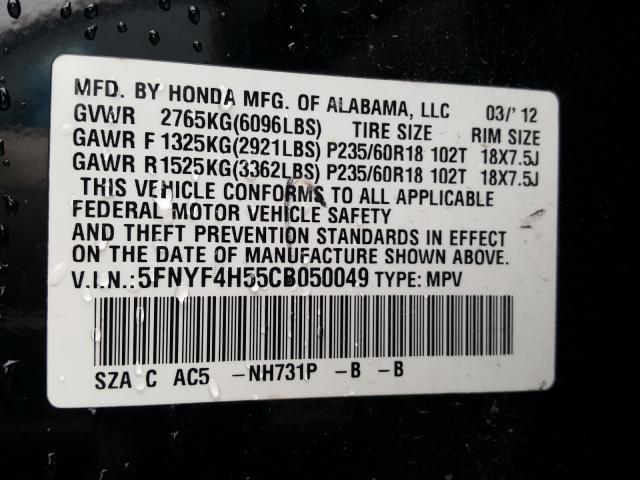 MFD. BY HONDA MFG. OF ALABAMA, LLC 03/' 12
GVWR 2765KG(6096LBS) TIRE SIZE RIM SIZE
GAWR F 1325KG(2921LBS) P235/60R18 102T 18X7.5J
GAWR R 1525KG(3362LBS) P235/60R18 102T 18X7.5J
THIS VEHICLE CONFORMS TO ALL APPLICABLE
FEDERAL MOTOR VEHICLE SAFETY
AND THEFT PREVENTION STANDARDS IN EFFECT
ON THE DATE OF MANUFACTURE SHOWN ABOVE.
V.I.N.:5FNYF4H55CB050049 TYPE: MPV
SZA C AC5 -NH731P -B -B